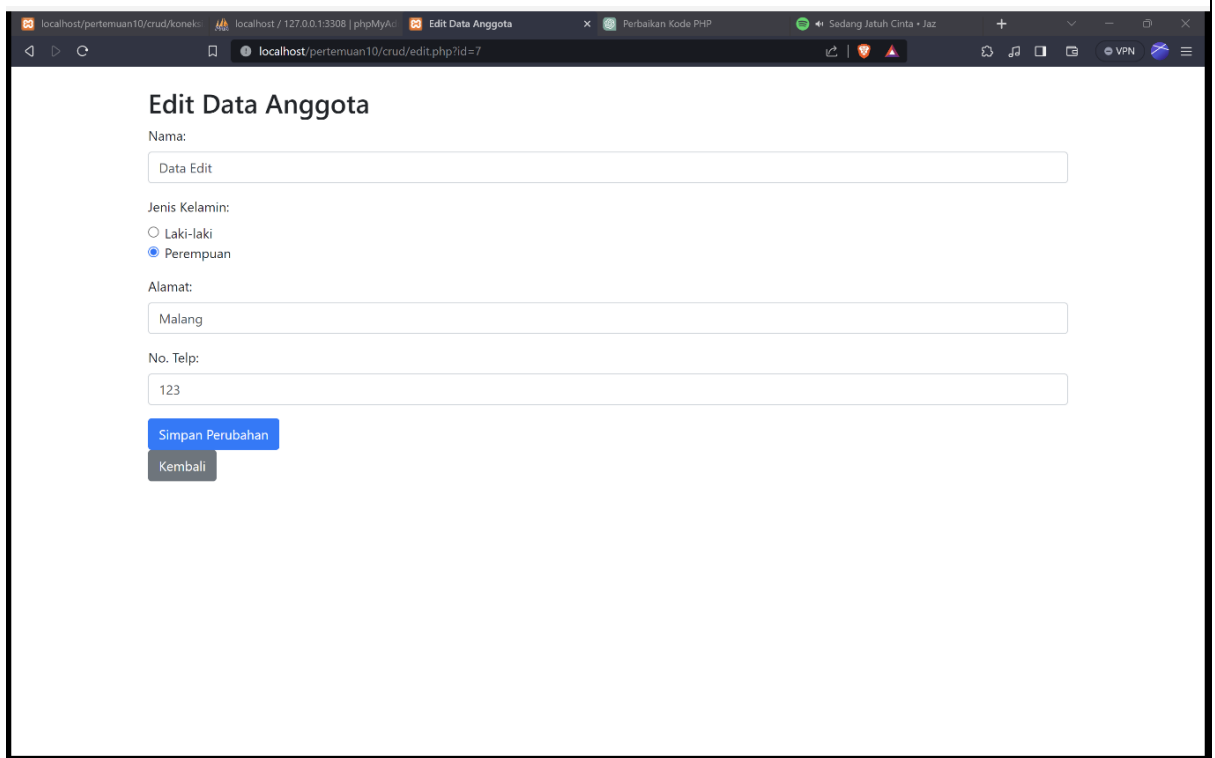 localhost/pertemuan10/crud/koneks
localhost / 127.0.0.1:3308 | phpMyAd
Edit Data Anggota
Perbaikan Kode PHP
Sedang Jatuh Cinta • Jaz
localhost/pertemuan10/crud/edit.php?id=7
VPN
Edit Data Anggota
Nama:
Data Edit
Jenis Kelamin:
Laki-laki
Perempuan
Alamat:
Malang
No. Telp:
123
Simpan Perubahan
Kembali